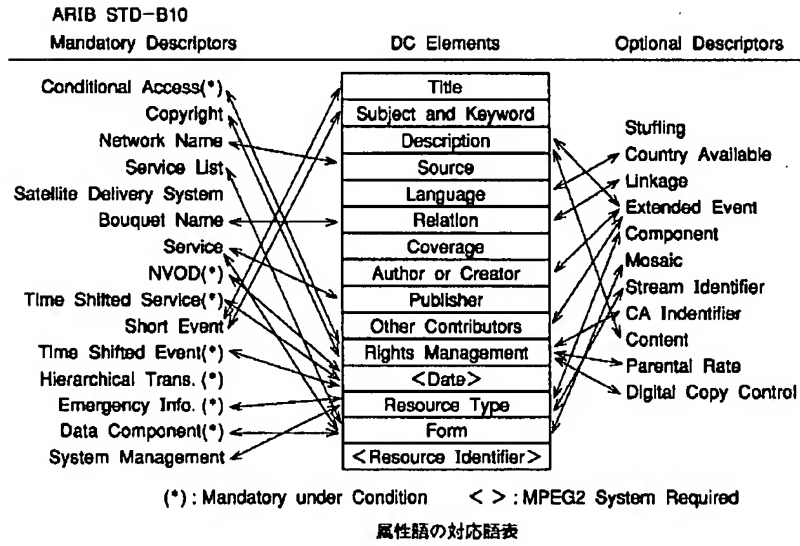 ARIB STD-B10
Mandatory Descriptors
DC Elements
Optional Descriptors
Conditional Access(*)
Copyright
Network Name
Service List
Satellite Delivery System
Bouquet Name
Service
NVOD(*)
Time Shifted Service(*)
Short Event
Time Shifted Event(*)
Hierarchical Trans. (*)
Emergency Info. (*)
Data Component(*)
System Management
Title
Subject and Keyword
Description
Source
Language
Relation
Coverage
Author or Creator
Publisher
Other Contributors
Rights Management
<Date>
Resource Type
Form
<Resource Identifier>
Stufling
Country Available
Linkage
Extended Event
Component
Mosaic
Stream Identifier
CA Indentifier
Content
Parental Rate
Digital Copy Control
(*) : Mandatory under Condition < > : MPEG2 System Required
属性語の対応語表